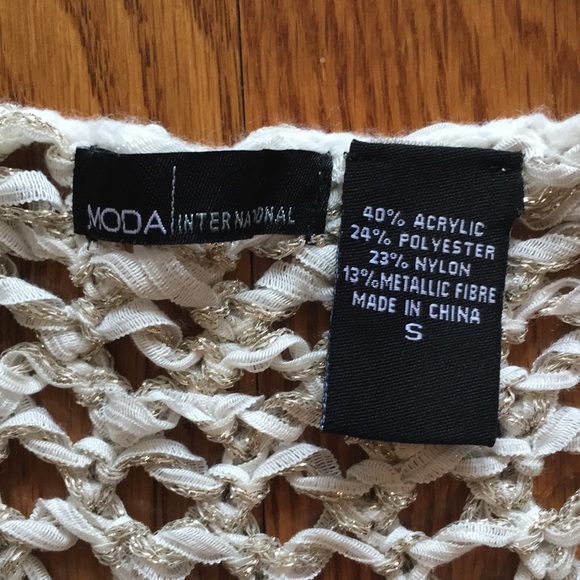 MODA INTERNATIONAL
40% ACRYLIC
24% POLYESTER
23% NYLON
13% METALLIC FIBRE
MADE IN CHINA
S